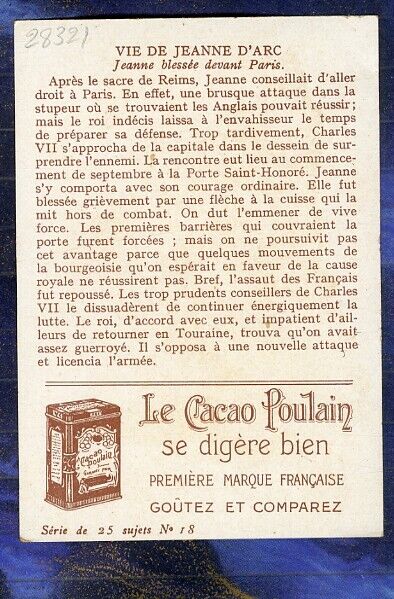 28321
VIE DE JEANNE D'ARC
Jeanne blessée devant Paris.
Après le sacre de Reims, Jeanne conseillait d'aller
droit à Paris. En effet, une brusque attaque dans la
stupeur où se trouvaient les Anglais pouvait réussir;
mais le roi indécis laissa à l'envahisseur le temps
de préparer sa défense. Trop tardivement, Charles
VII s'approcha de la capitale dans le dessein de sur-
prendre l'ennemi. La rencontre eut lieu au commence-
ment de septembre à la Porte Saint-Honoré. Jeanne
s'y comporta avec son courage ordinaire. Elle fut
blessée grièvement par une flèche à la cuisse qui la
mit hors de combat. On dut l'emmener de vive
force. Les premières barrières qui couvraient la
porte furent forcées; mais on ne poursuivit pas
cet avantage parce que quelques mouvements de
la bourgeoisie qu'on espérait en faveur de la cause
royale ne réussirent pas. Bref, l'assaut des Français
fut repoussé. Les trop prudents conseillers de Charles
VII le dissuadèrent de continuer énergiquement la
lutte. Le roi, d'accord avec eux, et impatient d'ail-
leurs de retourner en Touraine, trouva qu'on avait
assez guerroyé. Il s'opposa à une nouvelle attaque
et licencia l'armée.
Le Cacao Poulain
se digère bien
PREMIÈRE MARQUE FRANÇAISE
GOÛTEZ ET COMPAREZ
Cacao
Poulain
Série de 25 sujets No 18